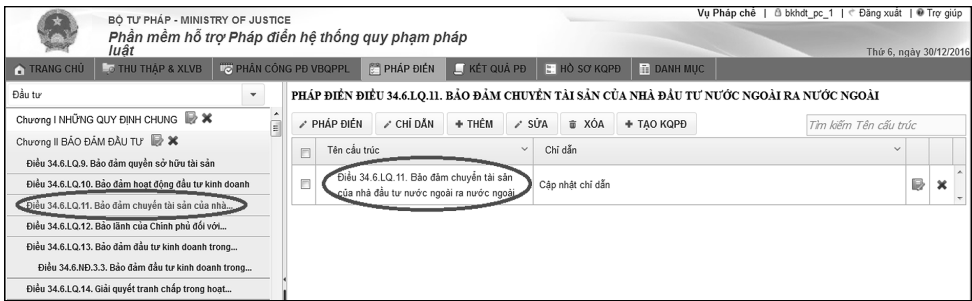 BỘ TƯ PHÁP - MINISTRY OF JUSTICE
Vụ Pháp chế | bkhdt_pc_1 | Đăng xuất | Trợ giúp
Phần mềm hỗ trợ Pháp điển hệ thống quy phạm pháp
luật
Thứ 6, ngày 30/12/2016
TRANG CHỦ THU THẬP & XLVB PHÂN CÔNG PĐ VBQPPL PHÁP ĐIỂN KẾT QUẢ PĐ HỒ SƠ KQPĐ DANH MỤC
Đầu tư
Chương I NHỮNG QUY ĐỊNH CHUNG
Chương II BẢO ĐẢM ĐẦU TƯ
Điều 34.6.LQ.9. Bảo đảm quyền sở hữu tài sản
Điều 34.6.LQ.10. Bảo đảm hoạt động đầu tư kinh doanh
Điều 34.6.LQ.11. Bảo đảm chuyển tài sản của nhà...
Điều 34.6.LQ.12. Bảo lãnh của Chính phủ đối với...
Điều 34.6.LQ.13. Bảo đảm đầu tư kinh doanh trong...
Điều 34.6.NĐ.3.3. Bảo đảm đầu tư kinh doanh trong...
Điều 34.6.LQ.14. Giải quyết tranh chấp trong hoạt...
PHÁP ĐIỂN ĐIỀU 34.6.LQ.11. BẢO ĐẢM CHUYỂN TÀI SẢN CỦA NHÀ ĐẦU TƯ NƯỚC NGOÀI RA NƯỚC NGOÀI
PHÁP ĐIỂN CHỈ DẪN THÊM SỬA XÓA TẠO KQPĐ Tìm kiếm Tên cấu trúc
Tên cấu trúc Chỉ dẫn
Điều 34.6.LQ.11. Bảo đảm chuyển tài sản
của nhà đầu tư nước ngoài ra nước ngoài
Cập nhật chỉ dẫn